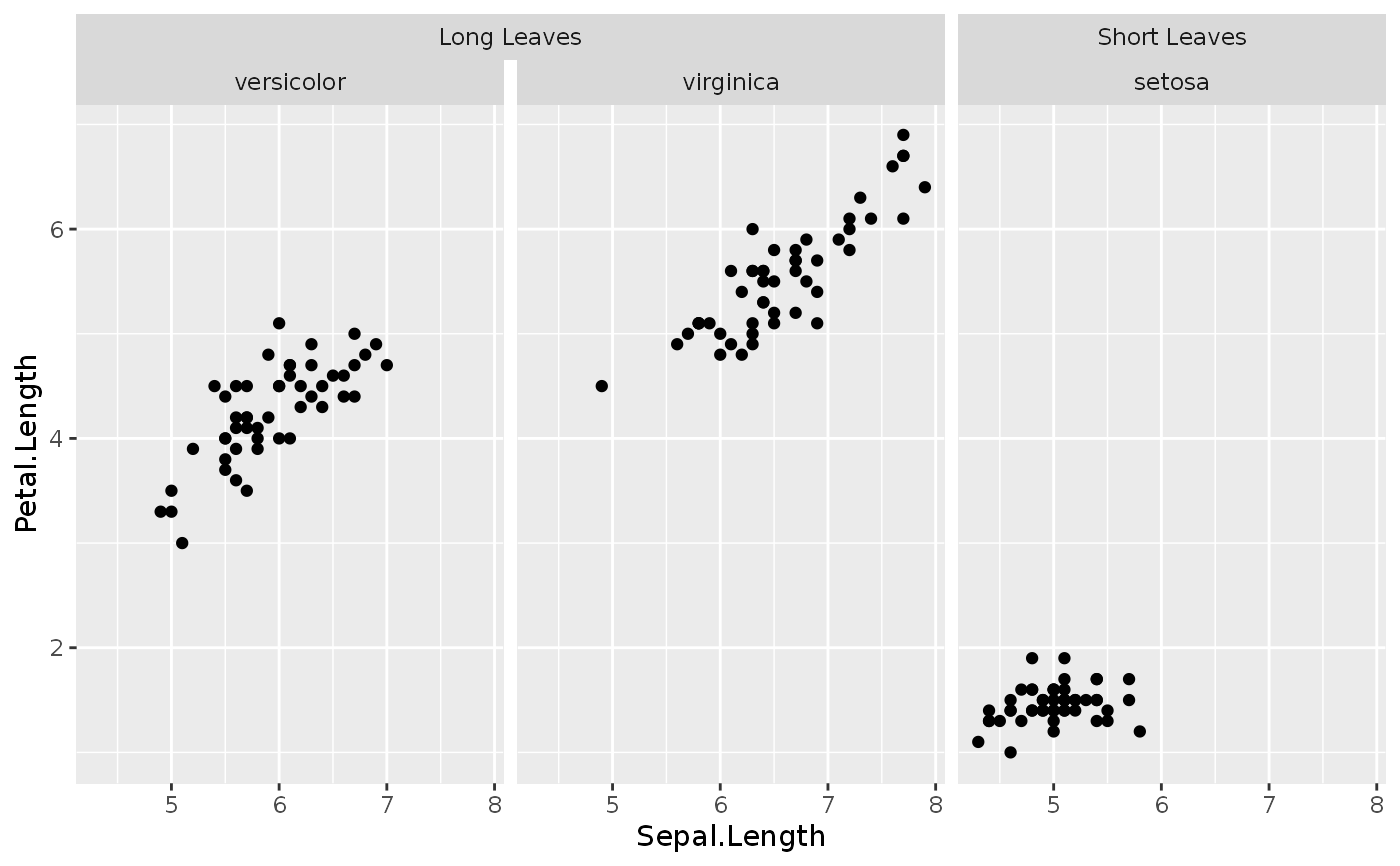 Long Leaves Short Leaves
versicolor virginica setosa
6
4
2
Petal.Length
5 6 7 8 5 6 7 8 5 6 7 8
Sepal.Length